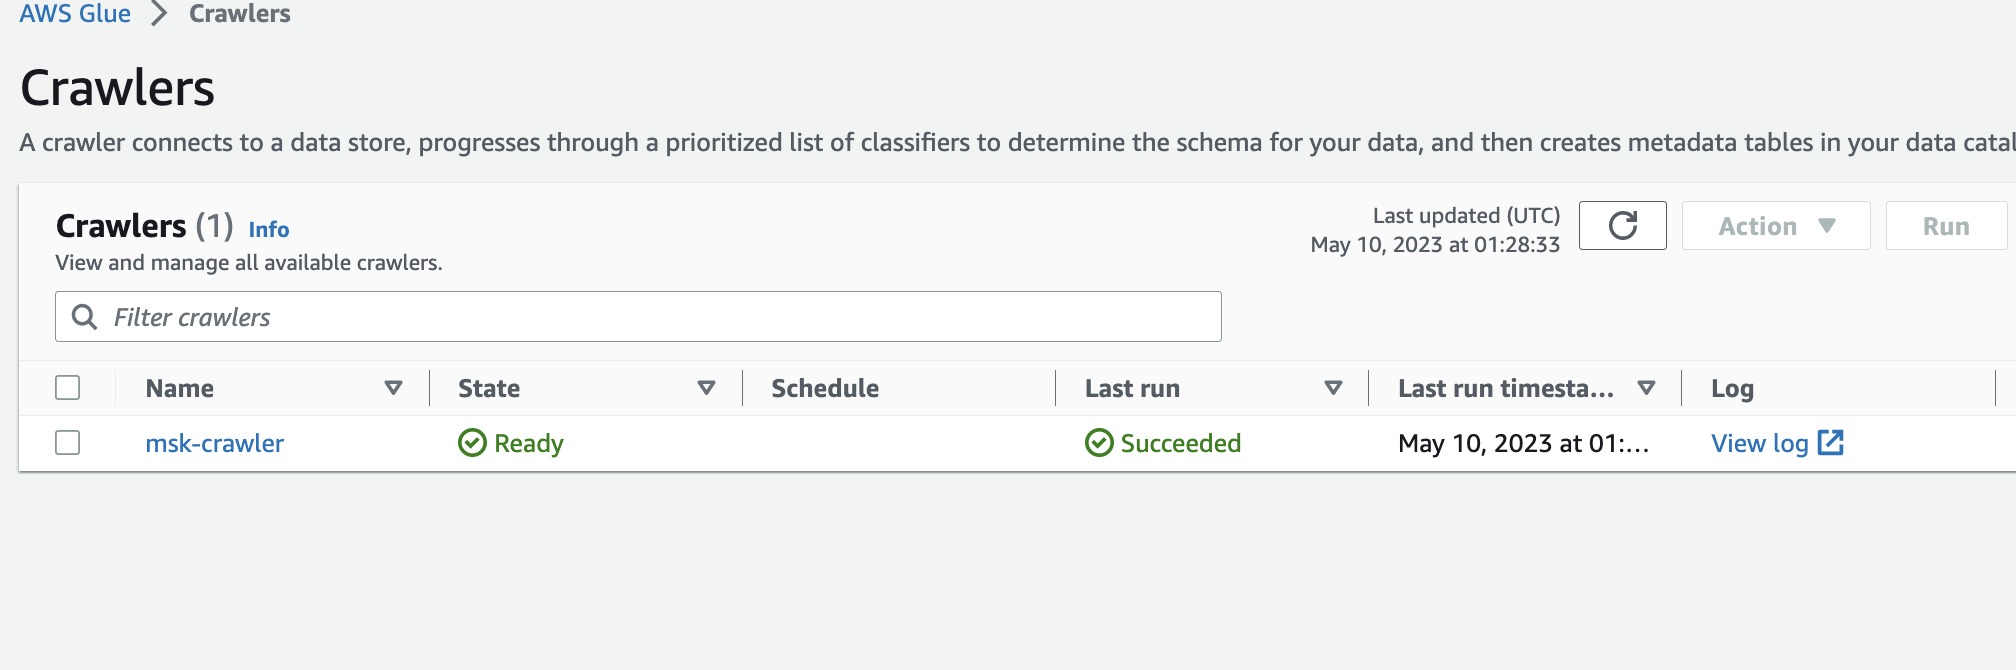 AWS Glue > Crawlers
Crawlers
A crawler connects to a data store, progresses through a prioritized list of classifiers to determine the schema for your data, and then creates metadata tables in your data catal
Crawlers (1) Info
View and manage all available crawlers.
Last updated (UTC)
May 10, 2023 at 01:28:33
Action
Run
Filter crawlers
Name State Schedule Last run Last run timesta... Log
msk-crawler Ready Succeeded May 10, 2023 at 01:... View log